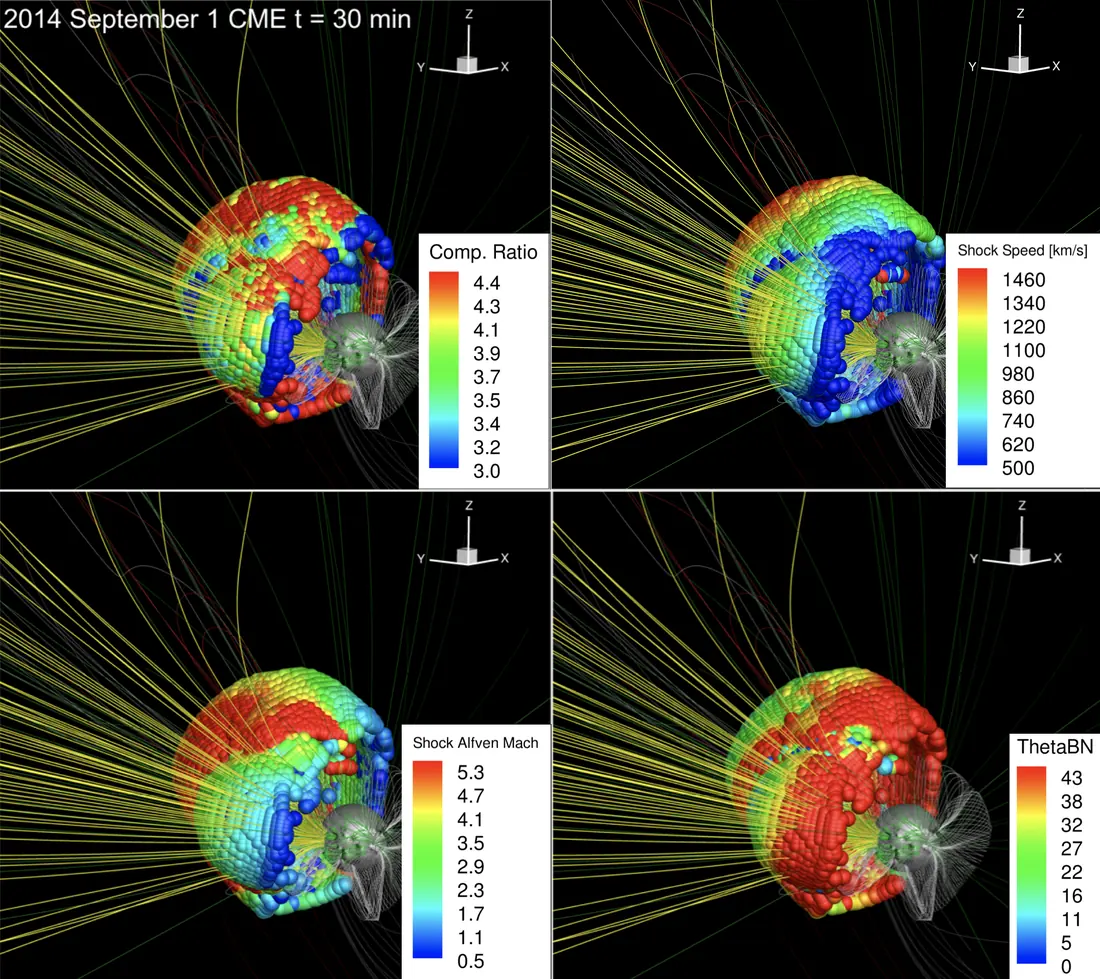 2014 September 1 CME t = 30 min
Z
Y
X
Comp. Ratio
4.4
4.3
4.1
3.9
3.7
3.5
3.4
3.2
3.0
Z
Y
X
Shock Speed [km/s]
1460
1340
1220
1100
980
860
740
620
500
Z
Y
X
Shock Alfven Mach
5.3
4.7
4.1
3.5
2.9
2.3
1.7
1.1
0.5
Z
Y
X
ThetaBN
43
38
32
27
22
16
11
5
0